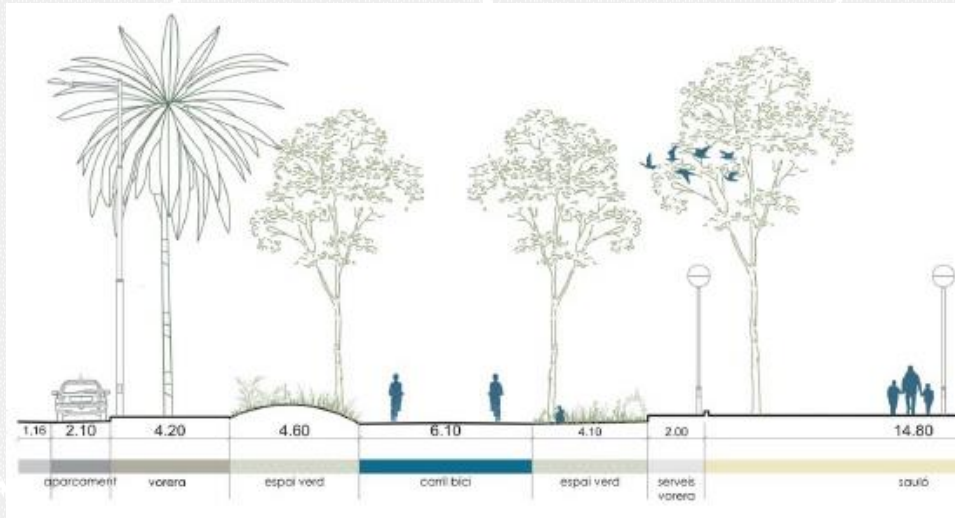 1.16 2.10 4.20 4.60 6.10 4.10 2.00 14.80
aparcament vorera espai verd carril bici espai verd serveis vorera sauló